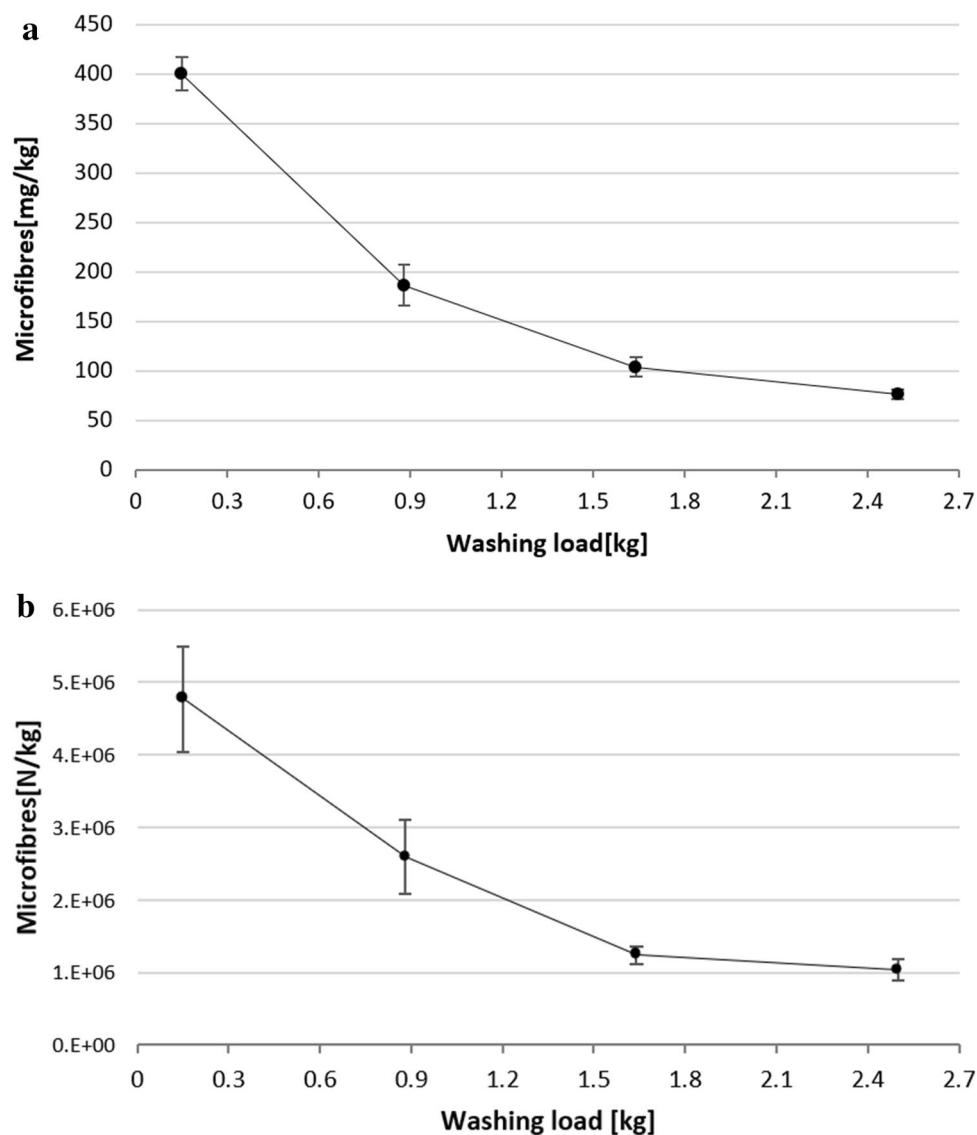 a
Microfibres[mg/kg]
450
400
350
300
250
200
150
100
50
0
0 0.3 0.6 0.9 1.2 1.5 1.8 2.1 2.4 2.7
Washing load[kg]
b
Microfibres[N/kg]
6.E+06
5.E+06
4.E+06
3.E+06
2.E+06
1.E+06
0.E+00
0 0.3 0.6 0.9 1.2 1.5 1.8 2.1 2.4 2.7
Washing load [kg]